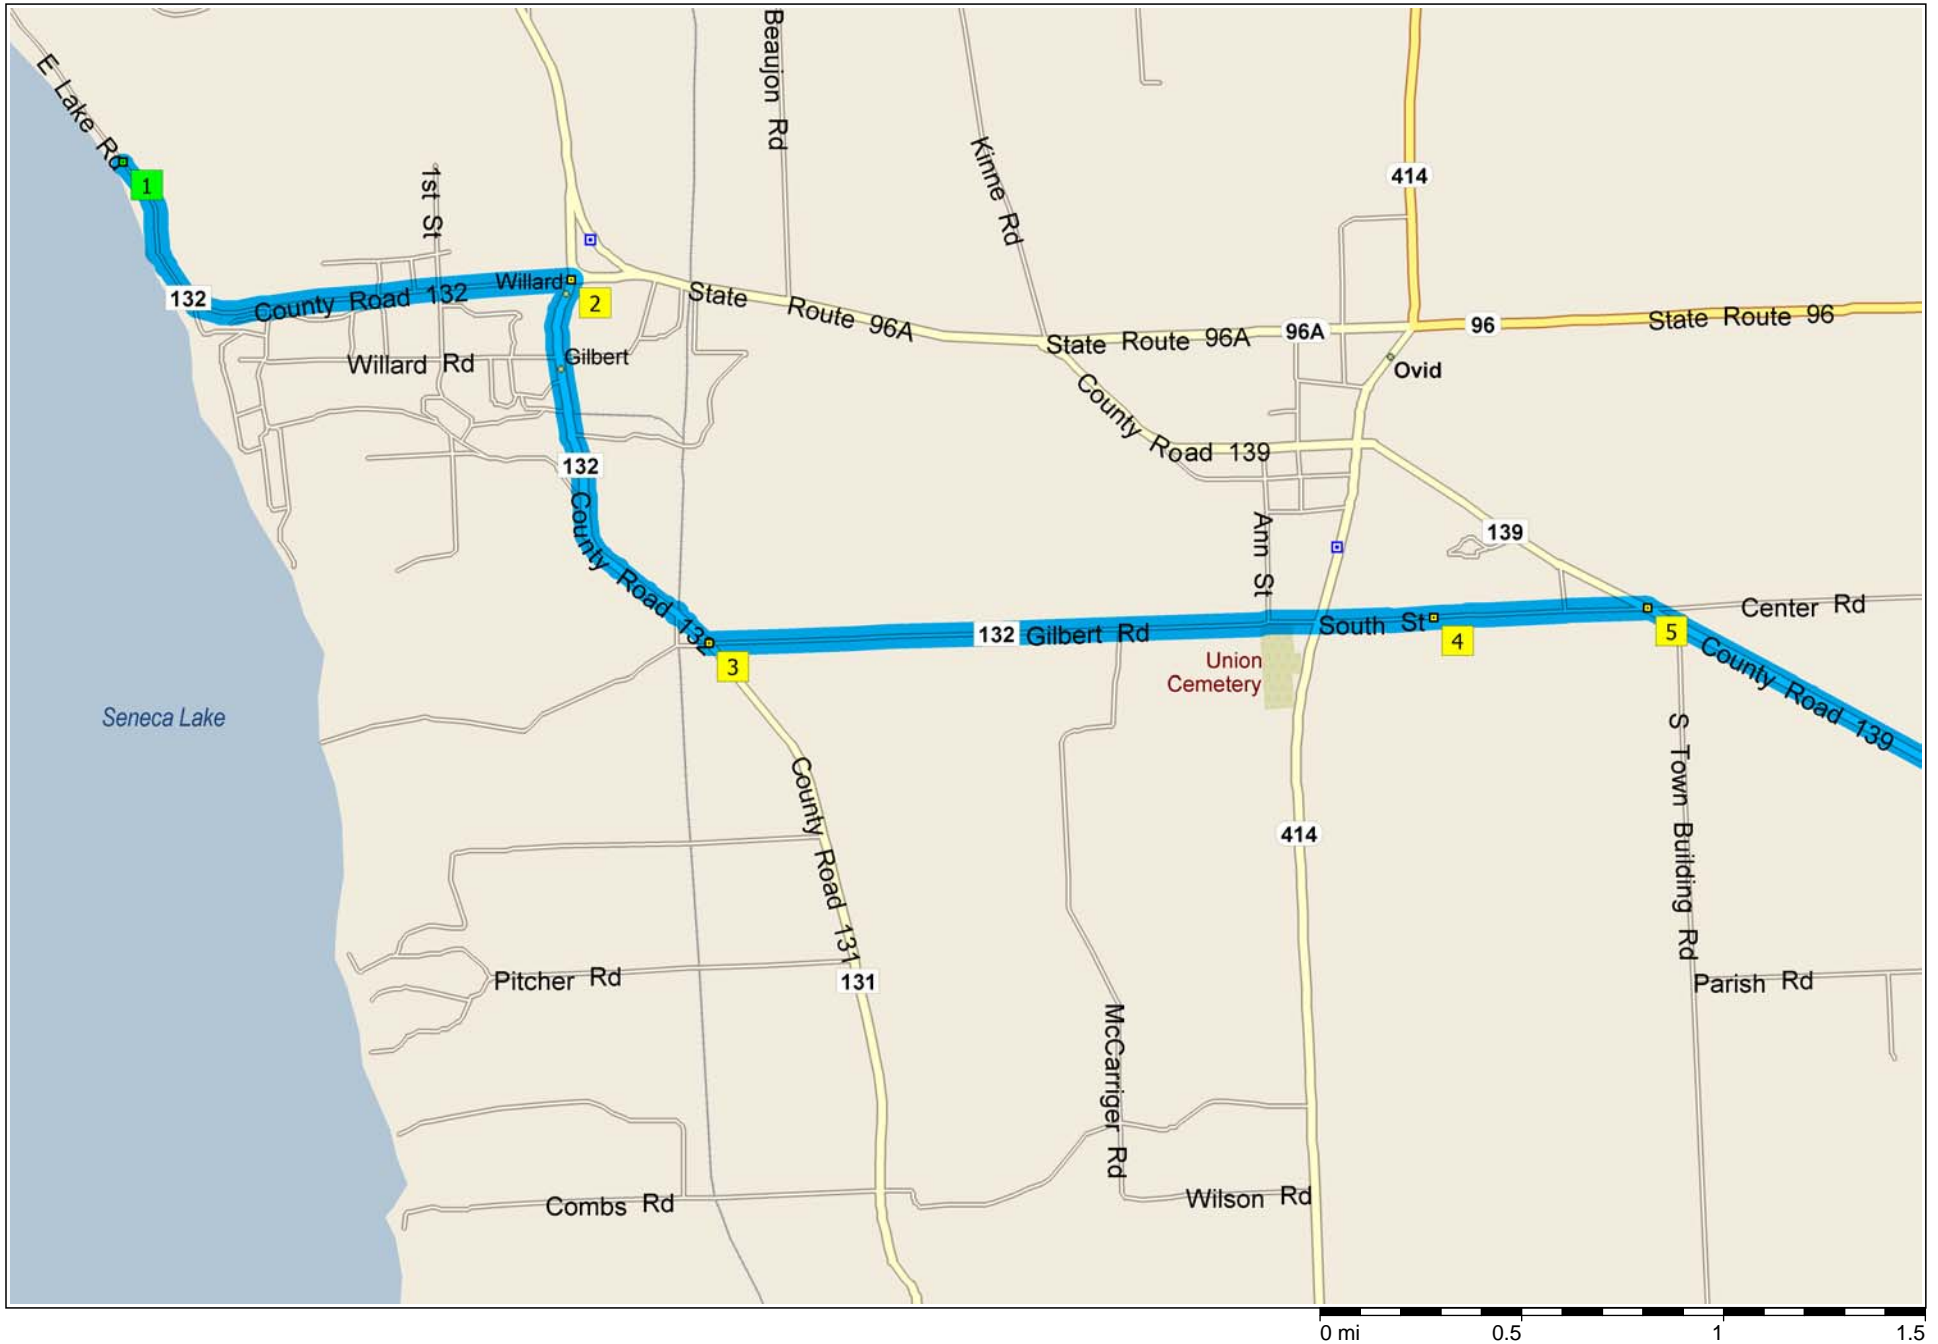 E Lake Rd
Beaujon Rd
Kinne Rd
414
1
1st St
132
County Road 132
Willard
2
State Route 96A
State Route 96A
96A
96
State Route 96
Gilbert
Willard Rd
Ovid
County Road 139
132
County Road 132
Ann St
139
3
132
Gilbert Rd
South St
4
5
Center Rd
County Road 139
Union
Cemetery
Seneca Lake
S Town Building Rd
County Road 131
414
Pitcher Rd
131
Parish Rd
McCarriger Rd
Combs Rd
Wilson Rd
0 mi 0.5 1 1.5